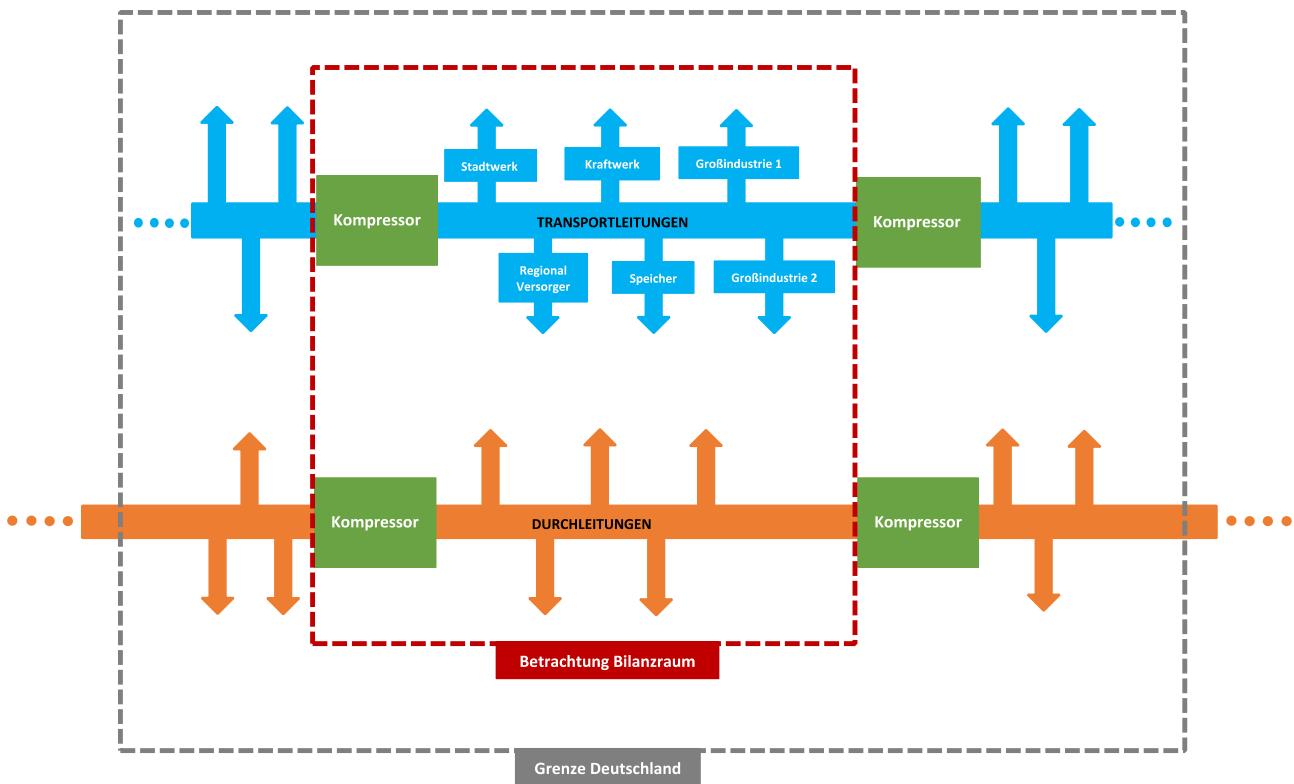 Stadtwerk
Kraftwerk
Großindustrie 1
Kompressor
TRANSPORTLEITUNGEN
Kompressor
Regional
Versorger
Speicher
Großindustrie 2
Kompressor
DURCHLEITUNGEN
Kompressor
Betrachtung Bilanzraum
Grenze Deutschland